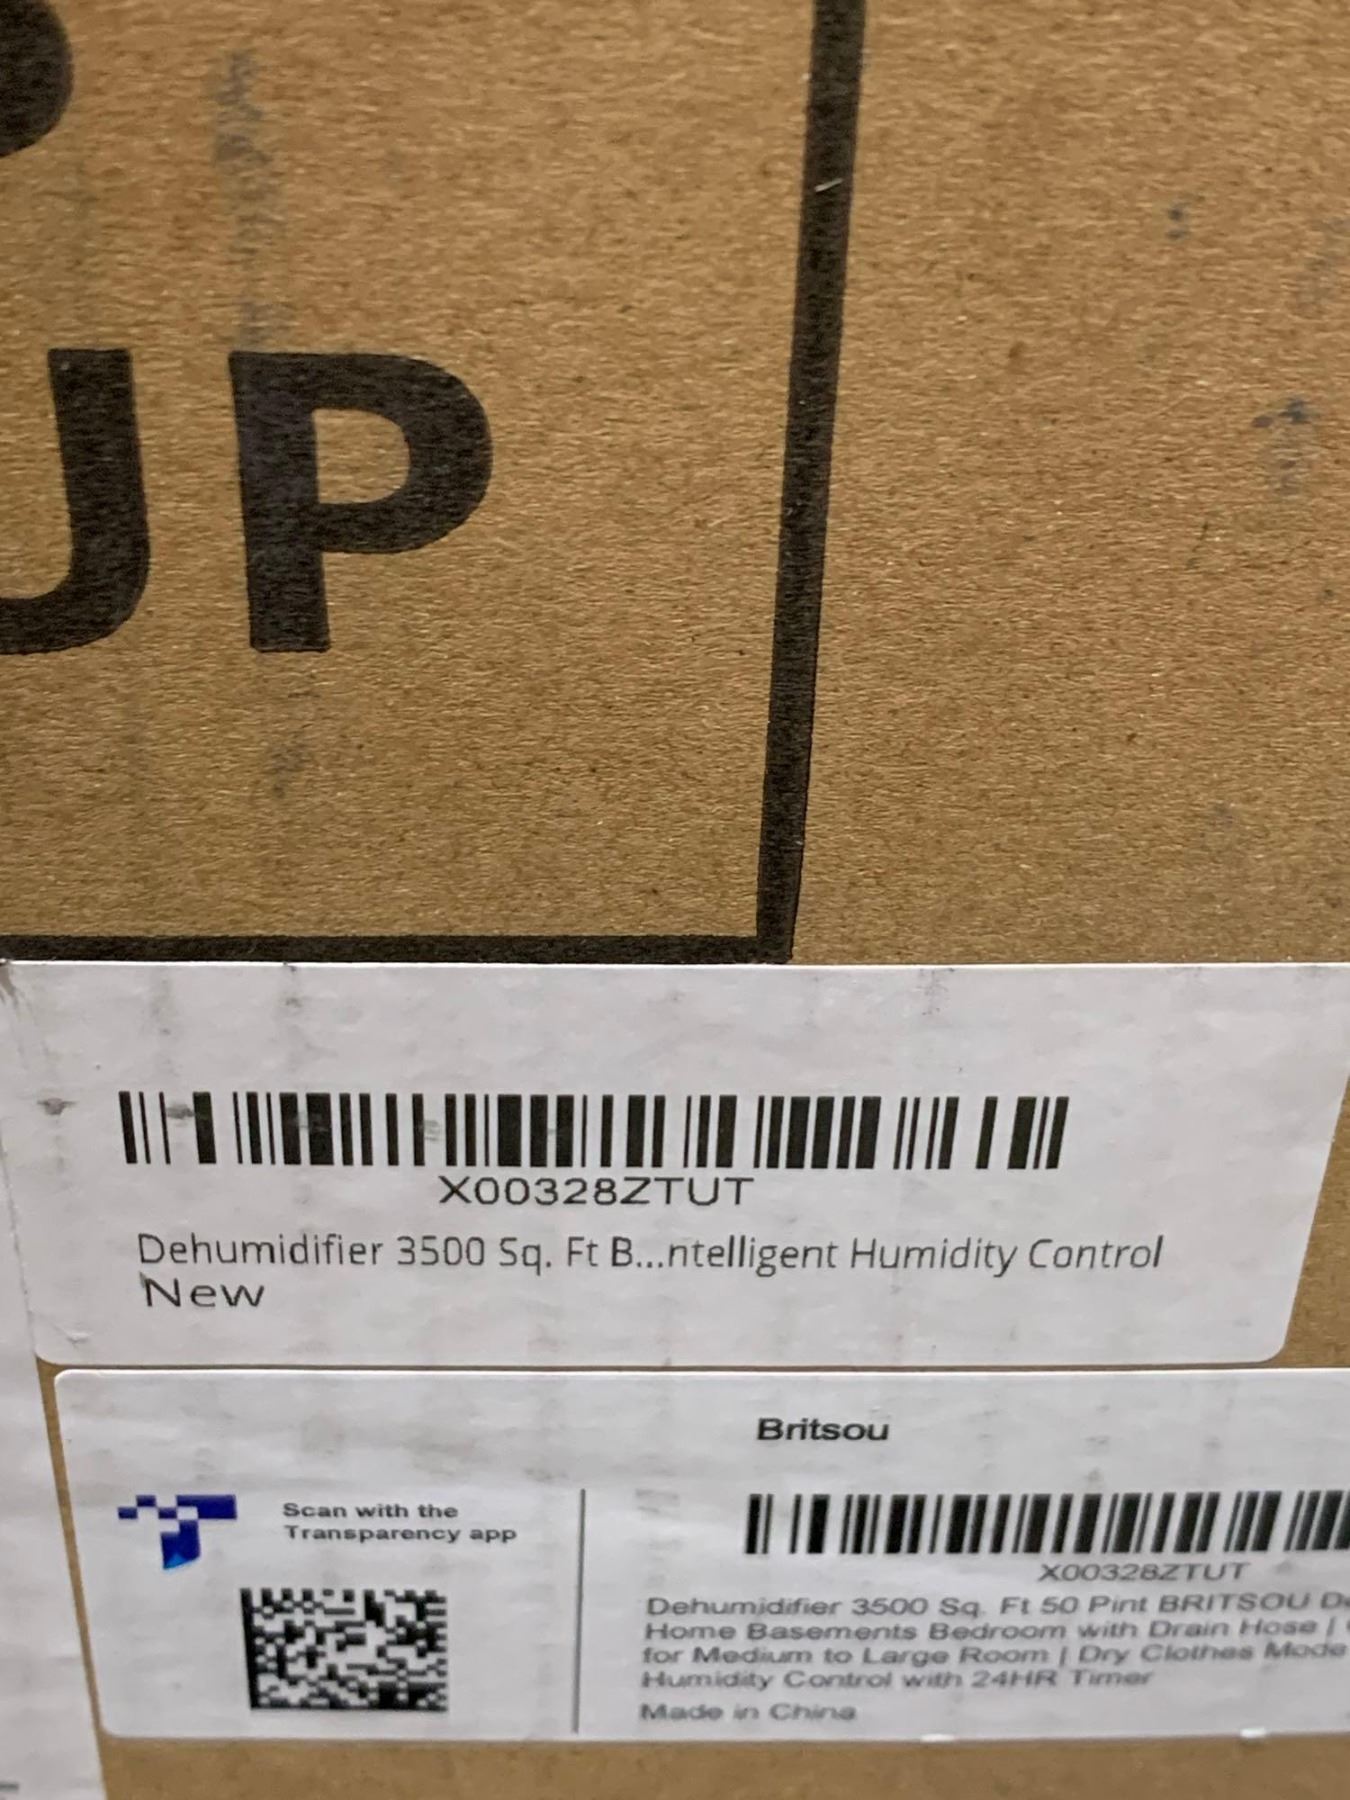 UP
X00328ZTUT
Dehumidifier 3500 Sq. Ft B...ntelligent Humidity Control
New
Britsou
Scan with the
Transparency app
X00328ZTUT
Dehumidifier 3500 Sq. Ft 50 Pint BRITSOU
Home Basements Bedroom with Drain Hose |
for Medium to Large Room | Dry Clothes Mode
Humidity Control with 24HR Timer
Made in China